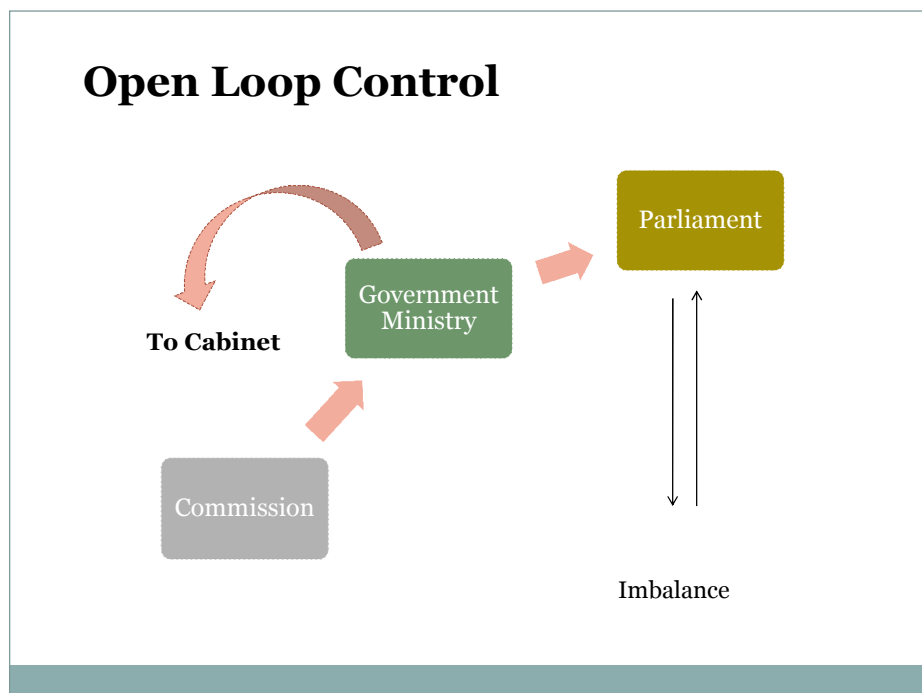 Open Loop Control
Parliament
Government
Ministry
To Cabinet
Commission
Imbalance